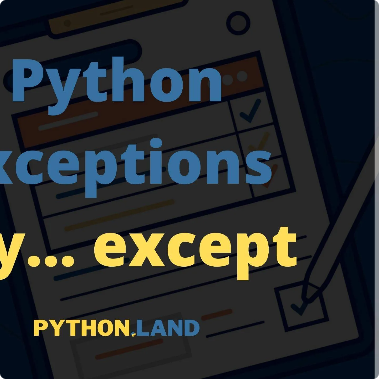 Python
xceptions
y... except
PYTHON.LAND